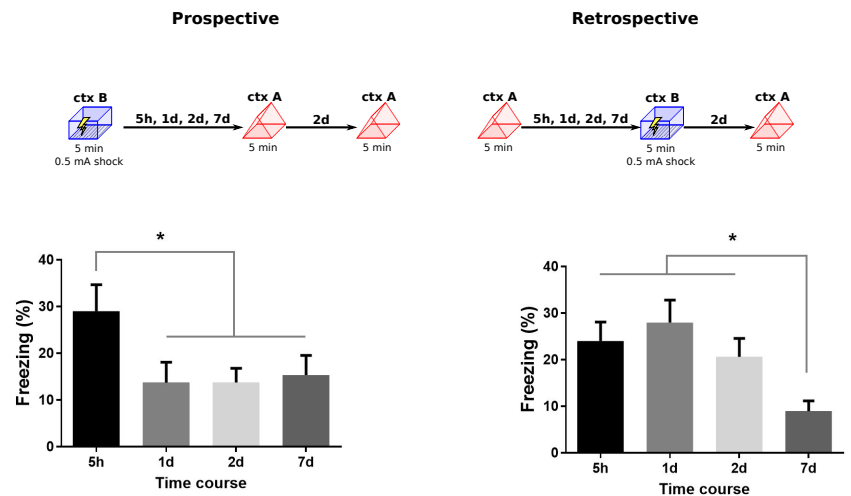 Prospective
ctx B
5 min
0.5 mA shock
5h, 1d, 2d, 7d
ctx A
5 min
2d
ctx A
5 min
Retrospective
ctx A
5 min
5h, 1d, 2d, 7d
ctx B
5 min
0.5 mA shock
2d
ctx A
5 min
*
Freezing (%)
40
30
20
10
0
5h 1d 2d 7d
Time course
*
Freezing (%)
40
30
20
10
0
5h 1d 2d 7d
Time course